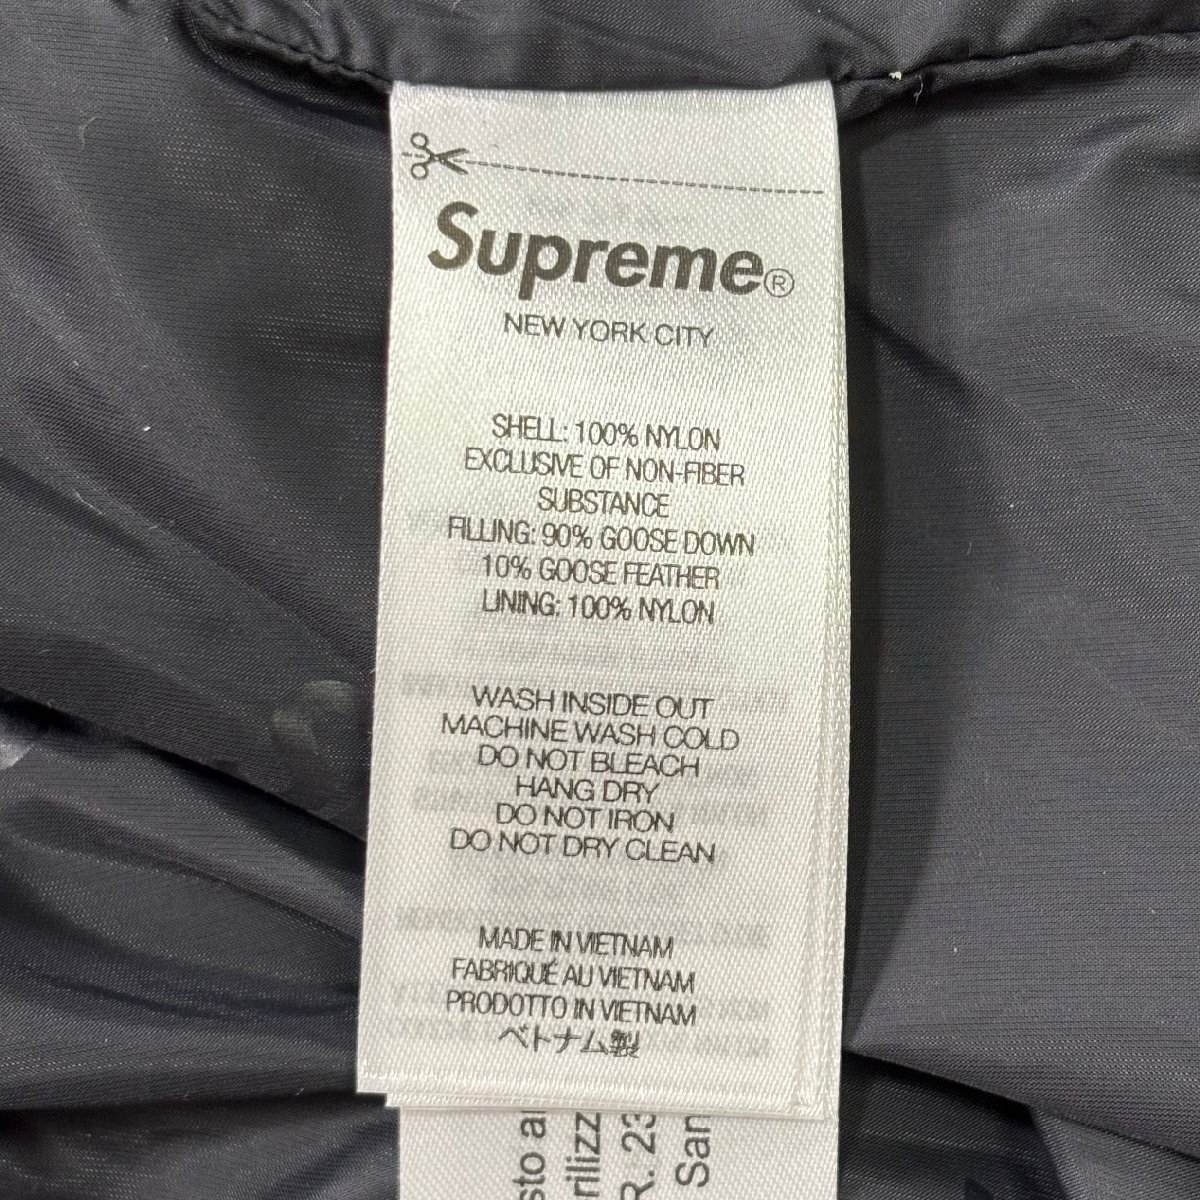 Supreme®
NEW YORK CITY
SHELL: 100% NYLON
EXCLUSIVE OF NON-FIBER
SUBSTANCE
FILLING: 90% GOOSE DOWN
10% GOOSE FEATHER
LINING: 100% NYLON
WASH INSIDE OUT
MACHINE WASH COLD
DO NOT BLEACH
HANG DRY
DO NOT IRON
DO NOT DRY CLEAN
MADE IN VIETNAM
FABRIQUÉ AU VIETNAM
PRODOTTO IN VIETNAM
ベトナム製
R. 23
San